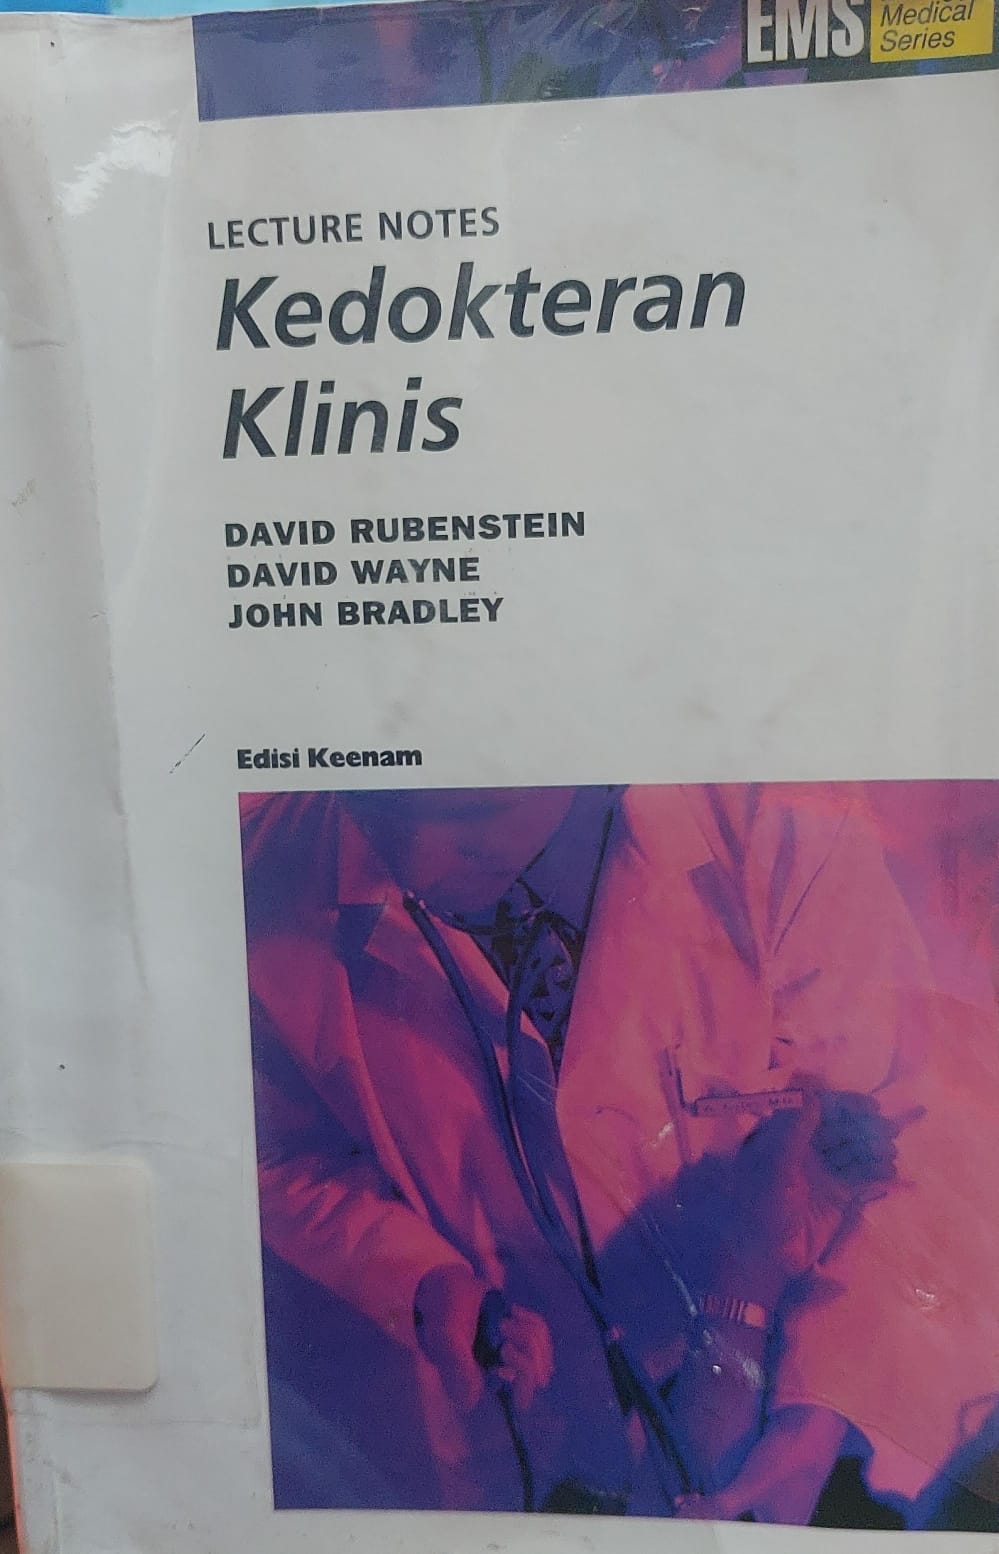 EMS
Medical
Series
LECTURE NOTES
Kedokteran
Klinis
DAVID RUBENSTEIN
DAVID WAYNE
JOHN BRADLEY
Edisi Keenam